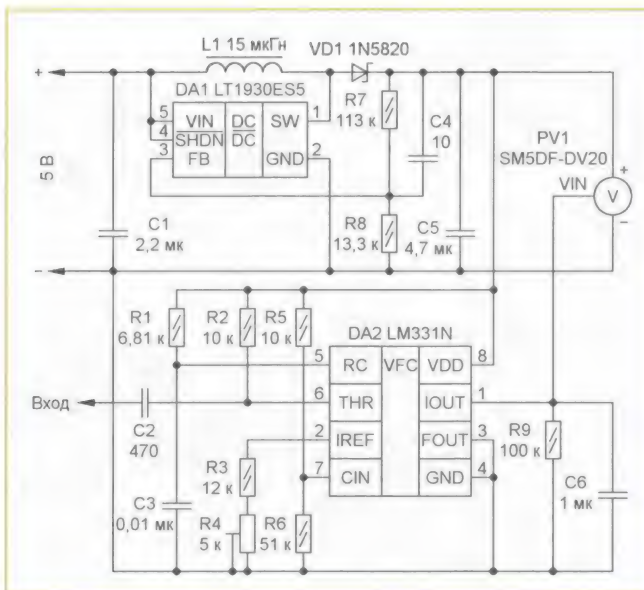 L1 15 мкГн
VD1 1N5820
DA1 LT1930ES5
+
5
VIN
DC
SW
1
4
SHDN
DC
3
FB
GND
2
R7
113 к
C4
10
PV1
SM5DF-DV20
VIN
+
V
−
5 В
C1
2,2 мк
R8
13,3 к
C5
4,7 мк
−
R1
6,81 к
R2
10 к
R5
10 к
DA2 LM331N
5
RC
VFC
VDD
8
Вход
6
THR
IOUT
1
C2
470
2
IREF
FOUT
3
R9
100 к
R3
12 к
7
CIN
GND
4
C6
1 мк
C3
0,01 мк
R4
5 к
R6
51 к